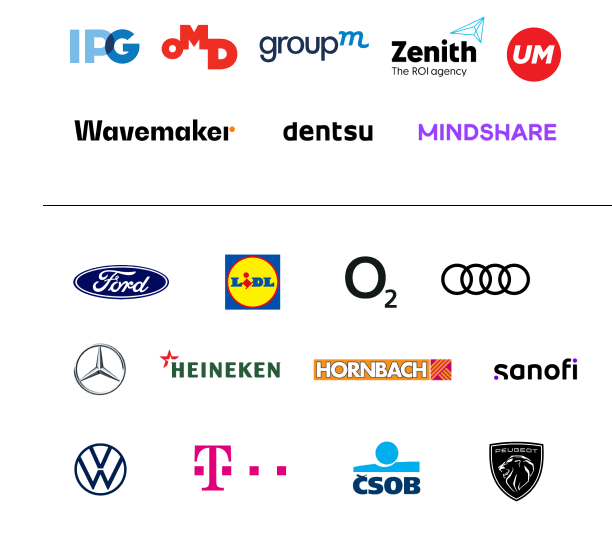 IPG OMD groupm Zenith The ROI agency UM
Wavemaker dentsu MINDSHARE
Ford LIDL O2
HEINEKEN HORNBACH sanofi
VW T ČSOB PEUGEOT